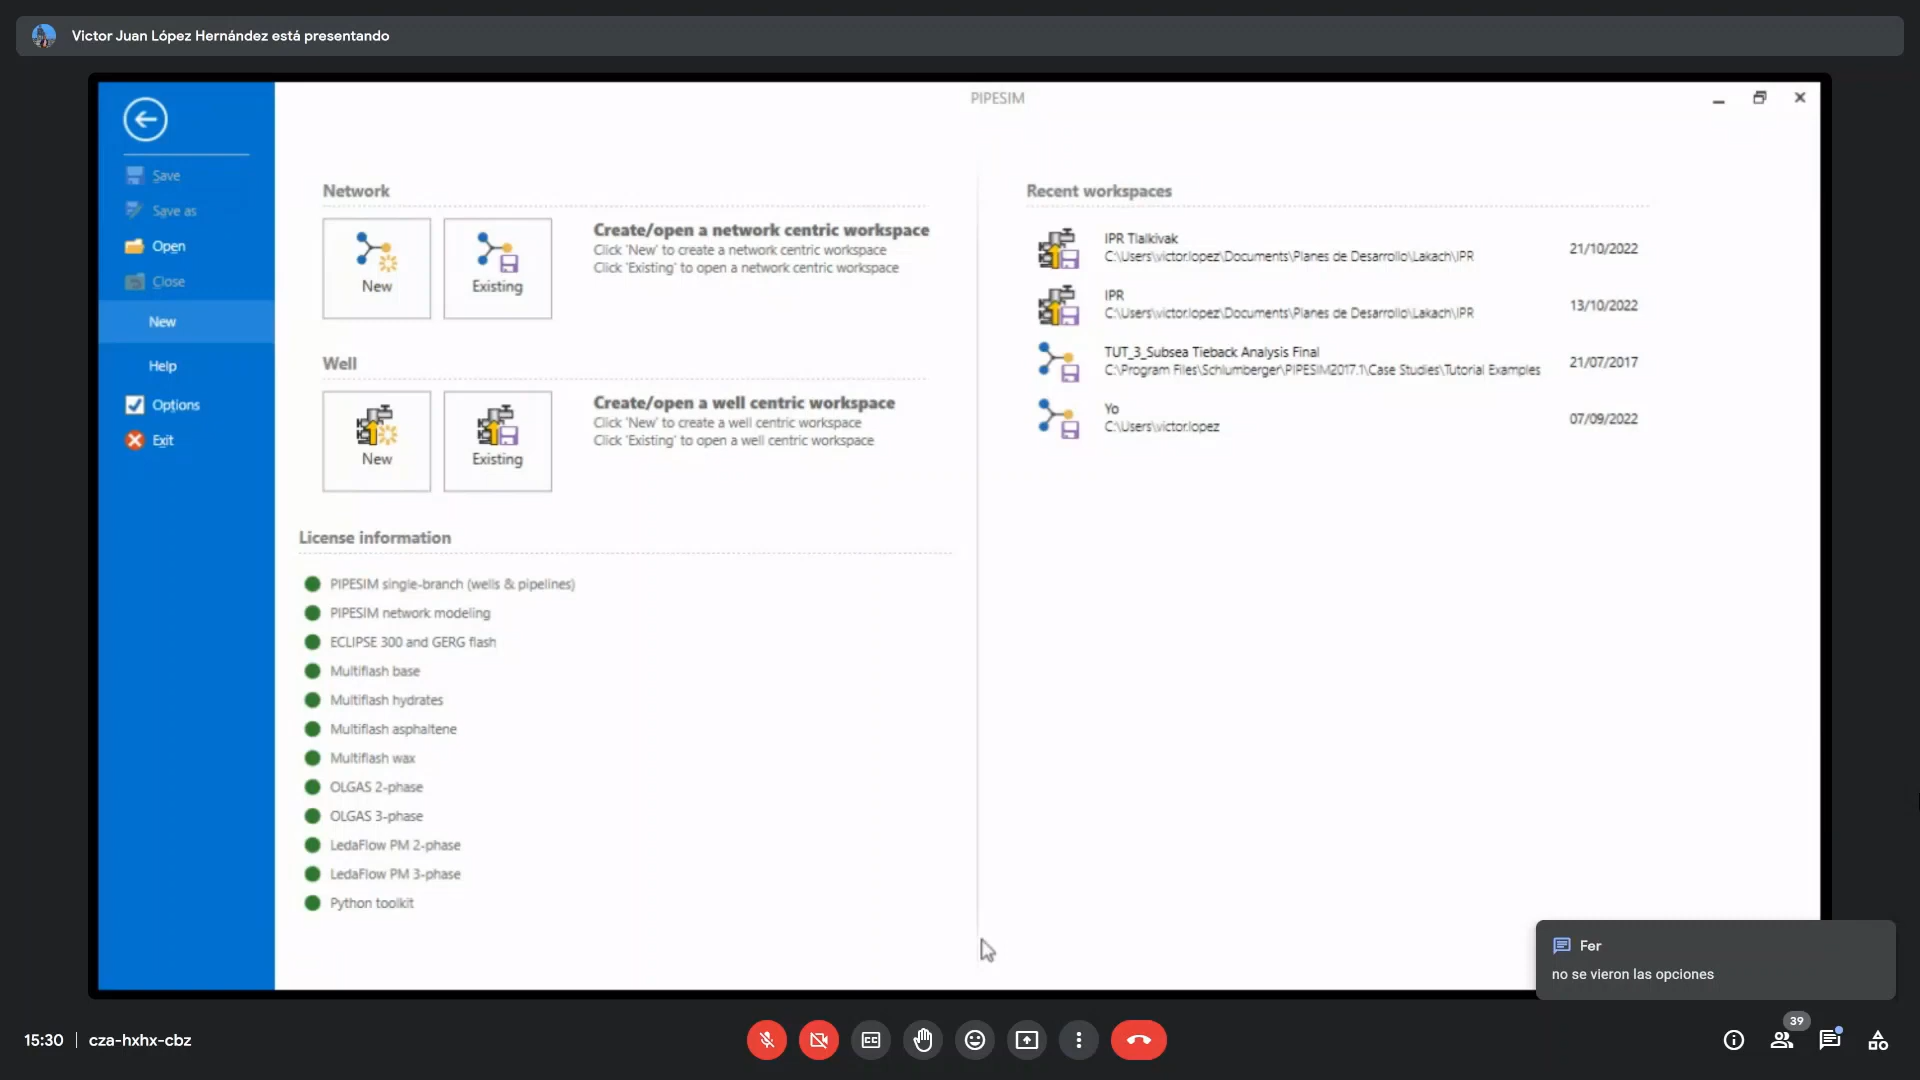 Victor Juan López Hernández está presentando
PIPESIM
Save
Save as
Open
Close
New
Help
Options
Exit
Network
New
Existing
Create/open a network centric workspace
Click 'New' to create a network centric workspace
Click 'Existing' to open a network centric workspace
Well
New
Existing
Create/open a well centric workspace
Click 'New' to create a well centric workspace
Click 'Existing' to open a well centric workspace
License information
PIPESIM single-branch (wells & pipelines)
PIPESIM network modeling
ECLIPSE 300 and GERG flash
Multiflash base
Multiflash hydrates
Multiflash asphaltene
Multiflash wax
OLGAS 2-phase
OLGAS 3-phase
LedaFlow PM 2-phase
LedaFlow PM 3-phase
Python toolkit
Recent workspaces
IPR Tlalkivak
C:\Users\victor.lopez\Documents\Planes de Desarrollo\Lakach\IPR
21/10/2022
IPR
C:\Users\victor.lopez\Documents\Planes de Desarrollo\Lakach\IPR
13/10/2022
TUT_3_Subsea Tieback Analysis Final
C:\Program Files\Schlumberger\PIPESIM2017.1\Case Studies\Tutorial Examples
21/07/2017
Yo
C:\Users\victor.lopez
07/09/2022
Fer
no se vieron las opciones
15:30 | cza-hxhx-cbz
39